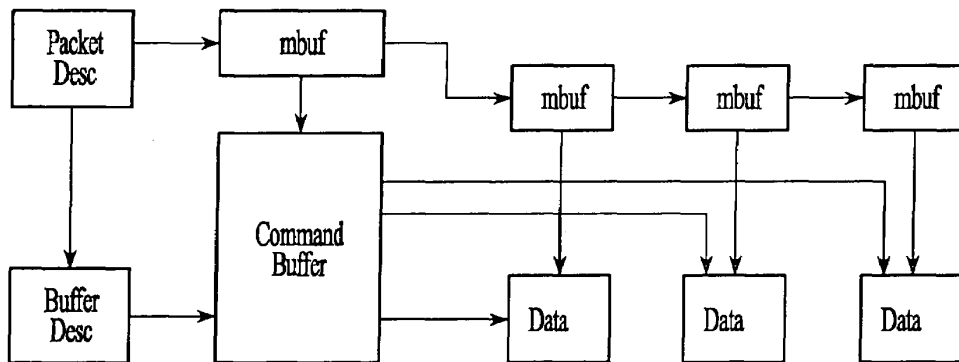 Packet
Desc
mbuf
mbuf
mbuf
mbuf
Command
Buffer
Buffer
Desc
Data
Data
Data